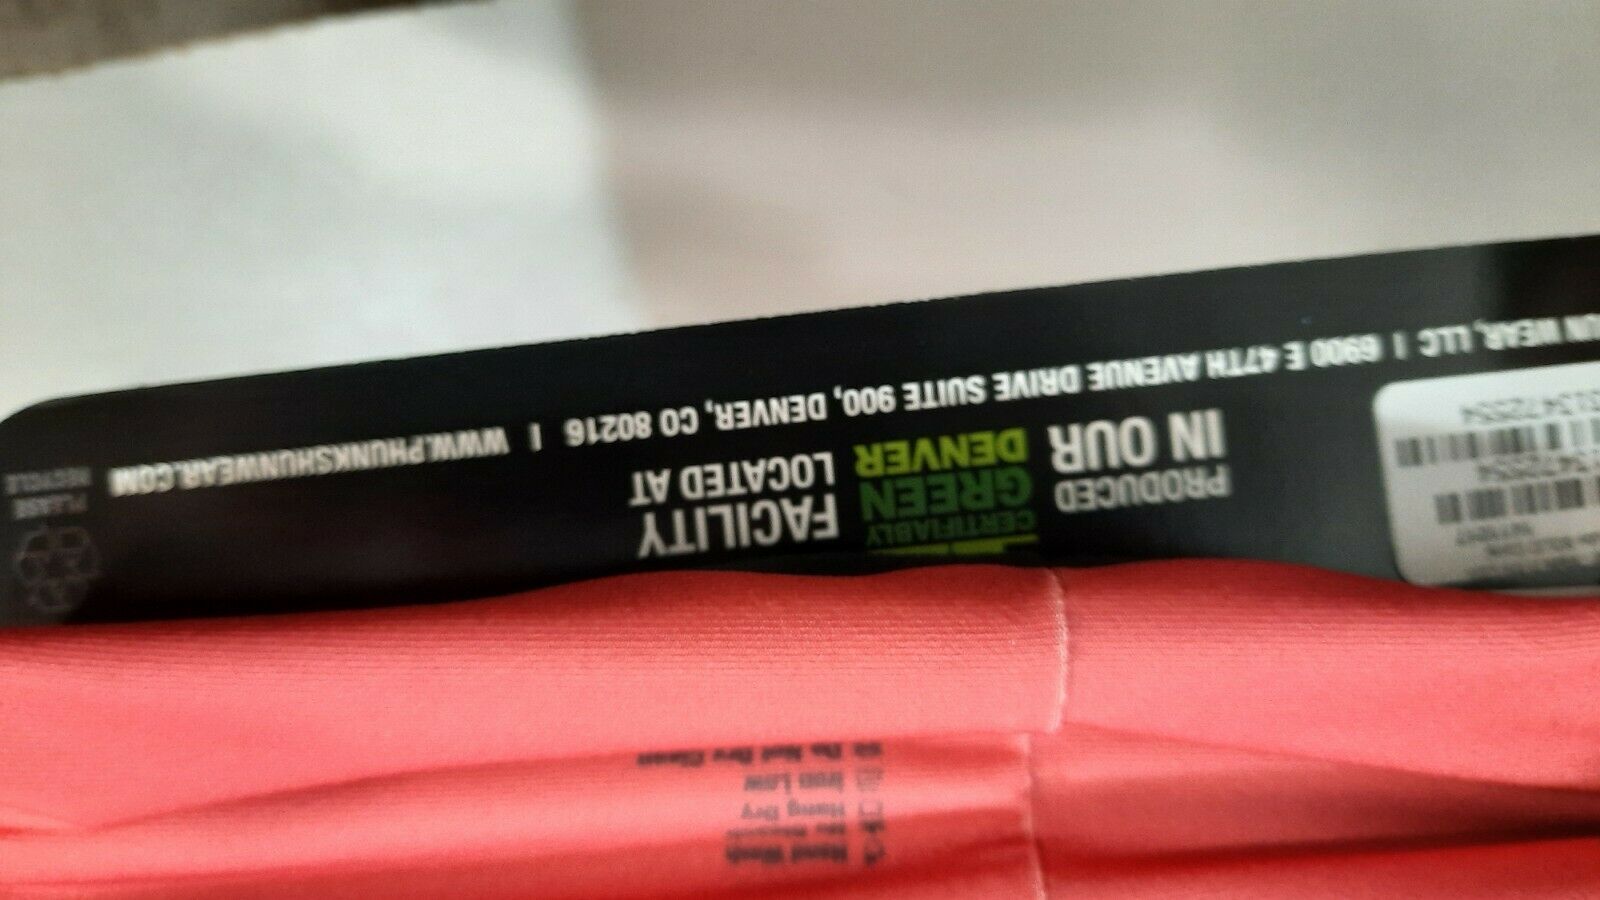 PRODUCED
IN OUR
CERTIFIABLY
GREEN
DENVER
FACILITY
LOCATED AT
UN WEAR, LLC | 6900 E 47TH AVENUE DRIVE SUITE 900, DENVER, CO 80216 | WWW.PHUNKSHUNWEAR.COM
PLEASE
RECYCLE
Hand Wash
Hang Dry
Iron Low
Do Not Dry Clean